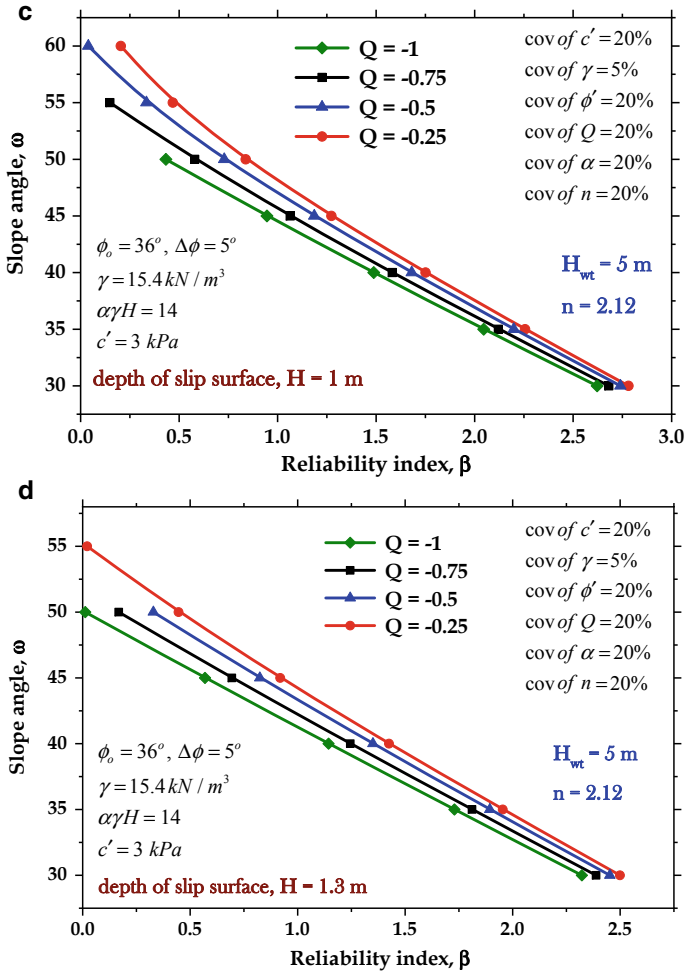 c
Q = -1
Q = -0.75
Q = -0.5
Q = -0.25
cov of c′ = 20%
cov of γ = 5%
cov of ϕ′ = 20%
cov of Q = 20%
cov of α = 20%
cov of n = 20%
H_wt = 5 m
n = 2.12
ϕ_o = 36°, Δϕ = 5°
γ = 15.4 kN / m³
αγH = 14
c′ = 3 kPa
depth of slip surface, H = 1 m
Slope angle, ω
60
55
50
45
40
35
30
0.0 0.5 1.0 1.5 2.0 2.5 3.0
Reliability index, β
d
Q = -1
Q = -0.75
Q = -0.5
Q = -0.25
cov of c′ = 20%
cov of γ = 5%
cov of ϕ′ = 20%
cov of Q = 20%
cov of α = 20%
cov of n = 20%
H_wt = 5 m
n = 2.12
ϕ_o = 36°, Δϕ = 5°
γ = 15.4 kN / m³
αγH = 14
c′ = 3 kPa
depth of slip surface, H = 1.3 m
Slope angle, ω
55
50
45
40
35
30
0.0 0.5 1.0 1.5 2.0 2.5
Reliability index, β